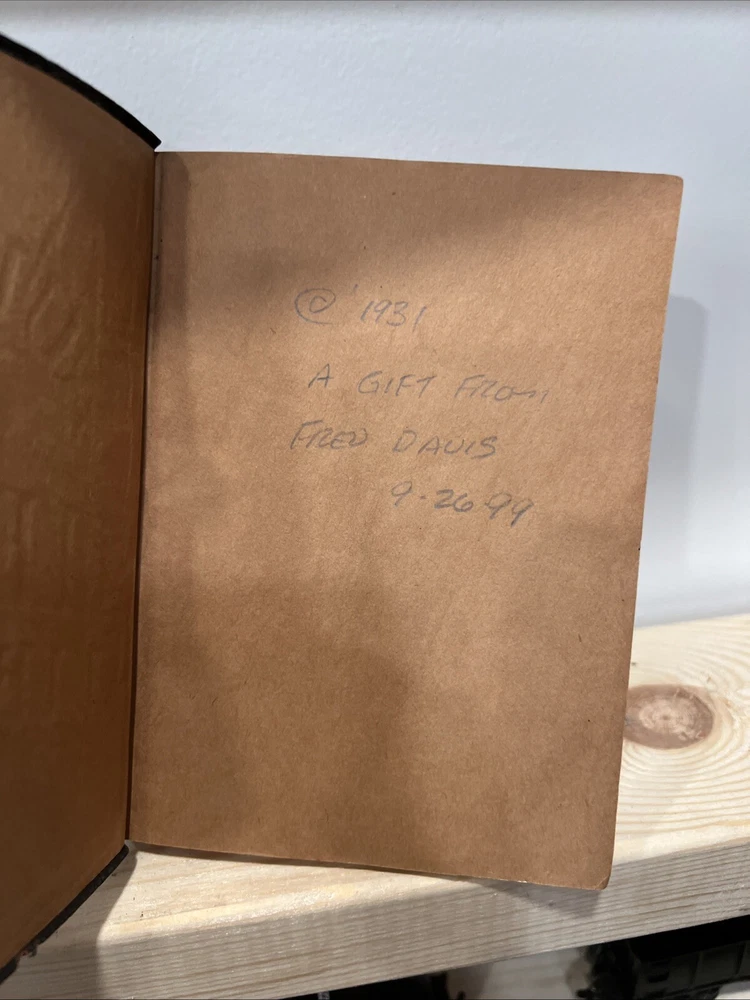 © 1931
A GIFT FROM
FRED DAVIS
9-26-99